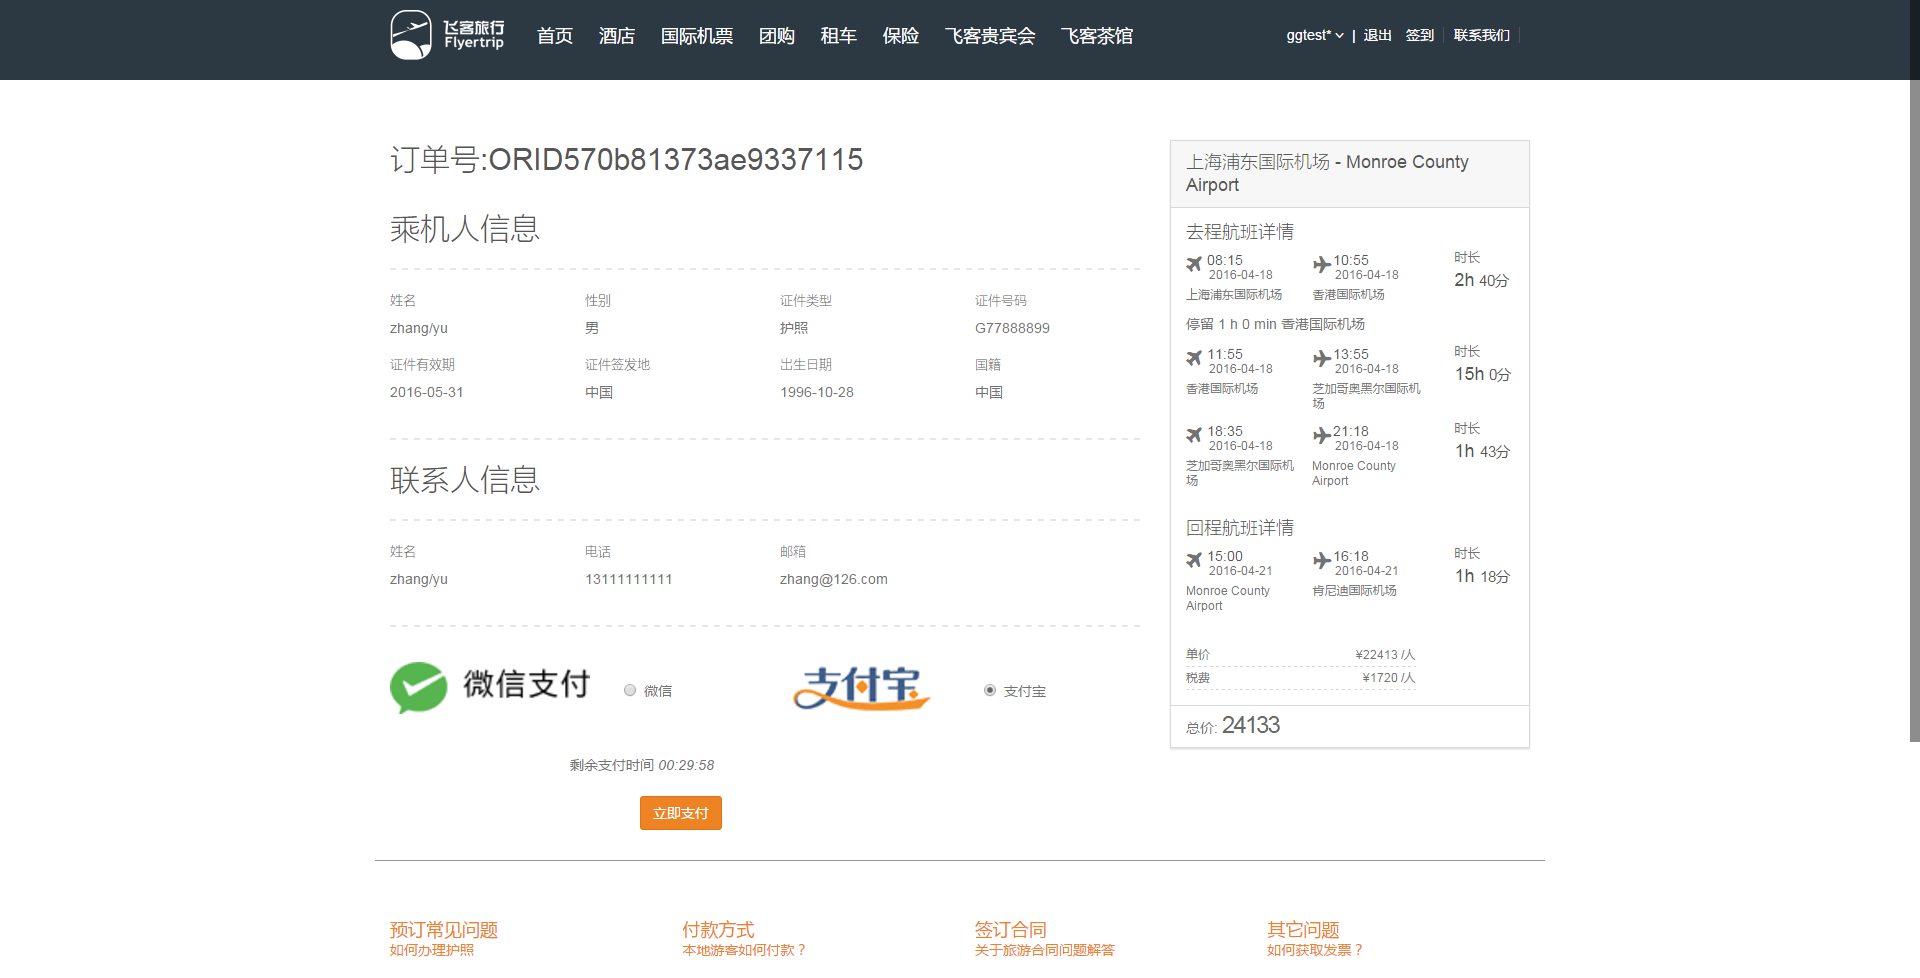 飞客旅行
Flyertrip
首页 酒店 国际机票 团购 租车 保险 飞客贵宾会 飞客茶馆
ggtest* | 退出 签到 联系我们
订单号:ORID570b81373ae9337115
乘机人信息
姓名 性别 证件类型 证件号码
zhang/yu 男 护照 G77888899
证件有效期 证件签发地 出生日期 国籍
2016-05-31 中国 1996-10-28 中国
联系人信息
姓名 电话 邮箱
zhang/yu 13111111111 zhang@126.com
微信支付 微信 支付宝 支付宝
剩余支付时间 00:29:58
立即支付
上海浦东国际机场 - Monroe County
Airport
去程航班详情
08:15 10:55 时长
2016-04-18 2016-04-18 2h 40分
上海浦东国际机场 香港国际机场
停留 1 h 0 min 香港国际机场
11:55 13:55 时长
2016-04-18 2016-04-18 15h 0分
香港国际机场 芝加哥奥黑尔国际机
场
18:35 21:18 时长
2016-04-18 2016-04-18 1h 43分
芝加哥奥黑尔国际机 Monroe County
场 Airport
回程航班详情
15:00 16:18 时长
2016-04-21 2016-04-21 1h 18分
Monroe County 肯尼迪国际机场
Airport
单价 ¥22413 /人
税费 ¥1720 /人
总价: 24133
预订常见问题 付款方式 签订合同 其它问题
如何办理护照 本地游客如何付款？ 关于旅游合同问题解答 如何获取发票？